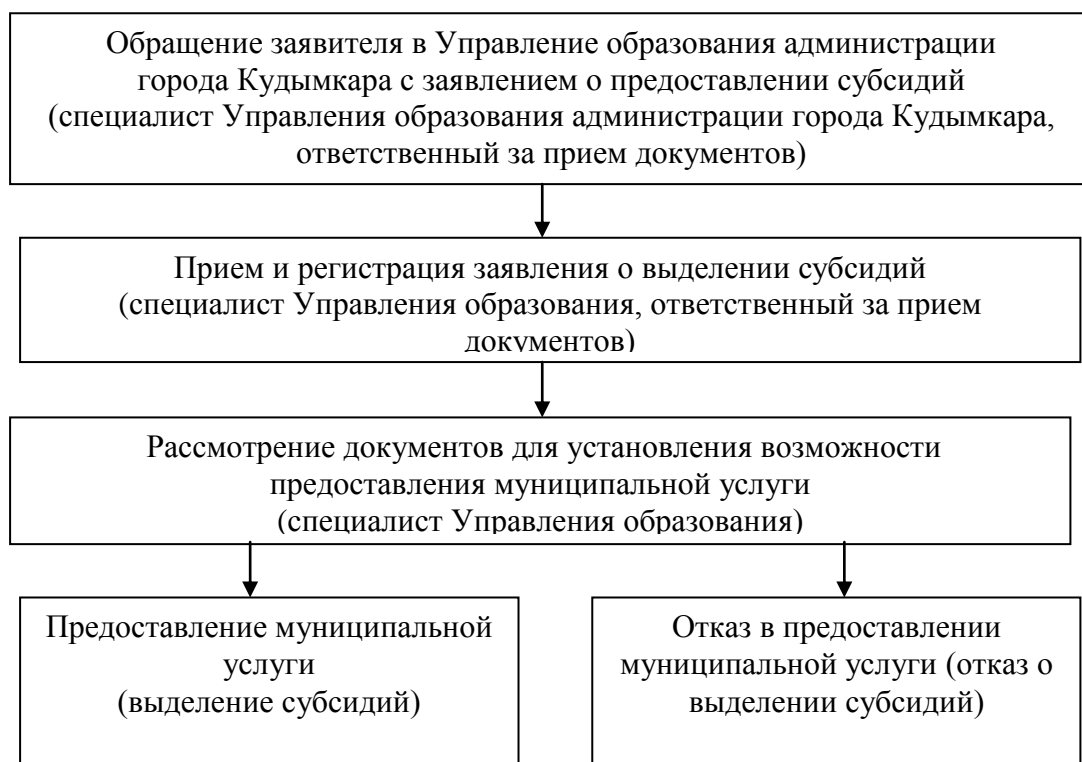 Обращение заявителя в Управление образования администрации
города Кудымкара с заявлением о предоставлении субсидий
(специалист Управления образования администрации города Кудымкара,
ответственный за прием документов)
Прием и регистрация заявления о выделении субсидий
(специалист Управления образования, ответственный за прием
документов)
Рассмотрение документов для установления возможности
предоставления муниципальной услуги
(специалист Управления образования)
Предоставление муниципальной
услуги
(выделение субсидий)
Отказ в предоставлении
муниципальной услуги (отказ о
выделении субсидий)